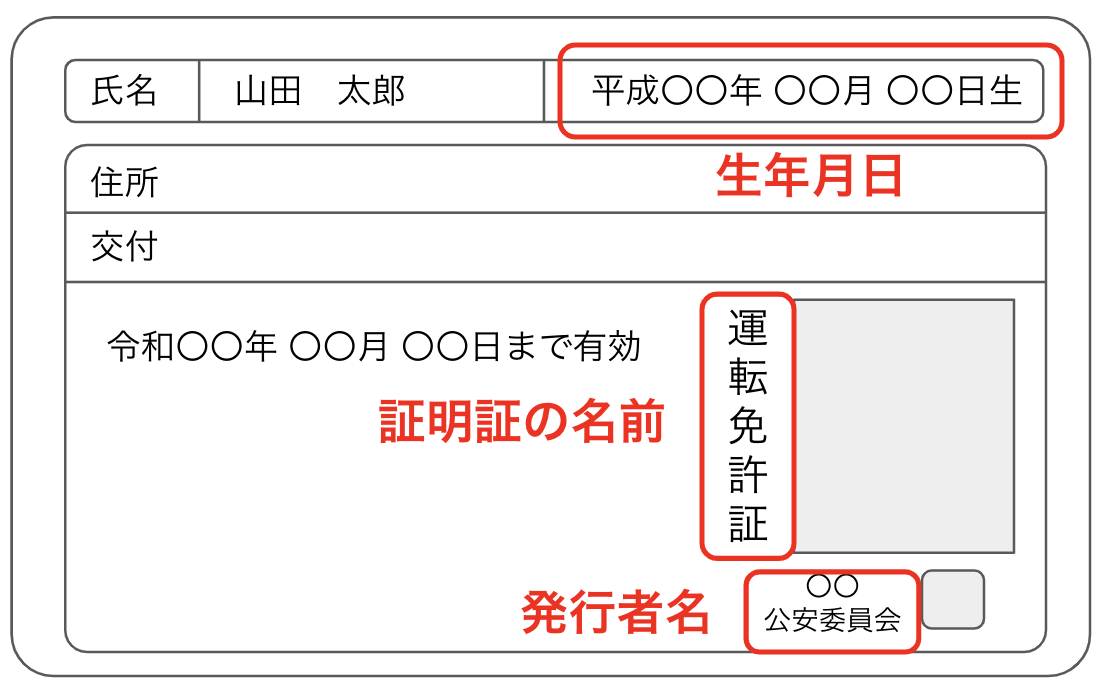 氏名 山田　太郎 平成〇〇年 〇〇月 〇〇日生
住所 生年月日
交付
令和〇〇年 〇〇月 〇〇日まで有効
運転免許証
証明証の名前
発行者名
〇〇
公安委員会